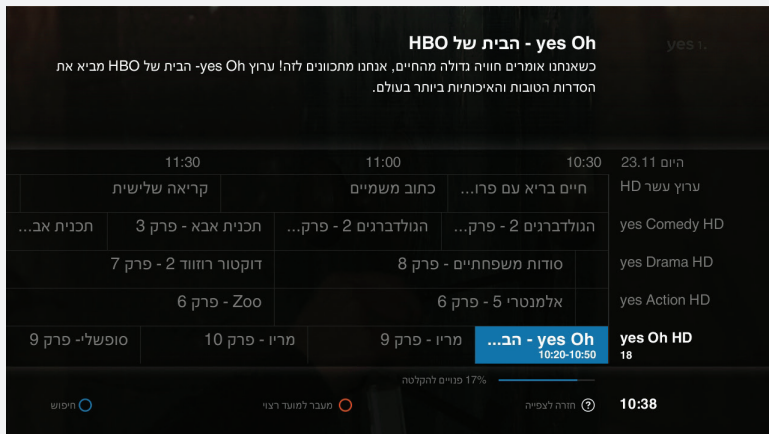 yes Oh - הבית של HBO
yes
כשאנחנו אומרים חוויה גדולה מהחיים, אנחנו מתכוונים לזה! ערוץ yes Oh- הבית של HBO מביא את
הסדרות הטובות והאיכותיות ביותר בעולם.
היום 23.11 10:30 11:00 11:30
ערוץ עשר HD חיים בריא עם פרו... כתוב משמיים קריאה שלישית
yes Comedy HD הגולדברגים 2 - פרק... הגולדברגים 2 - פרק... תכנית אבא - פרק 3 תכנית אב...
yes Drama HD סודות משפחתיים - פרק 8 דוקטור רוזווד 2 - פרק 7
yes Action HD אלמנטרי 5 - פרק 6 Zoo - פרק 6
yes Oh HD yes Oh - הב... מריו - פרק 9 מריו - פרק 10 סופשלי- פרק 9
18 10:20-10:50
17% פנויים להקלטה
10:38 חזרה לצפייה ? מעבר למועד רצוי חיפוש